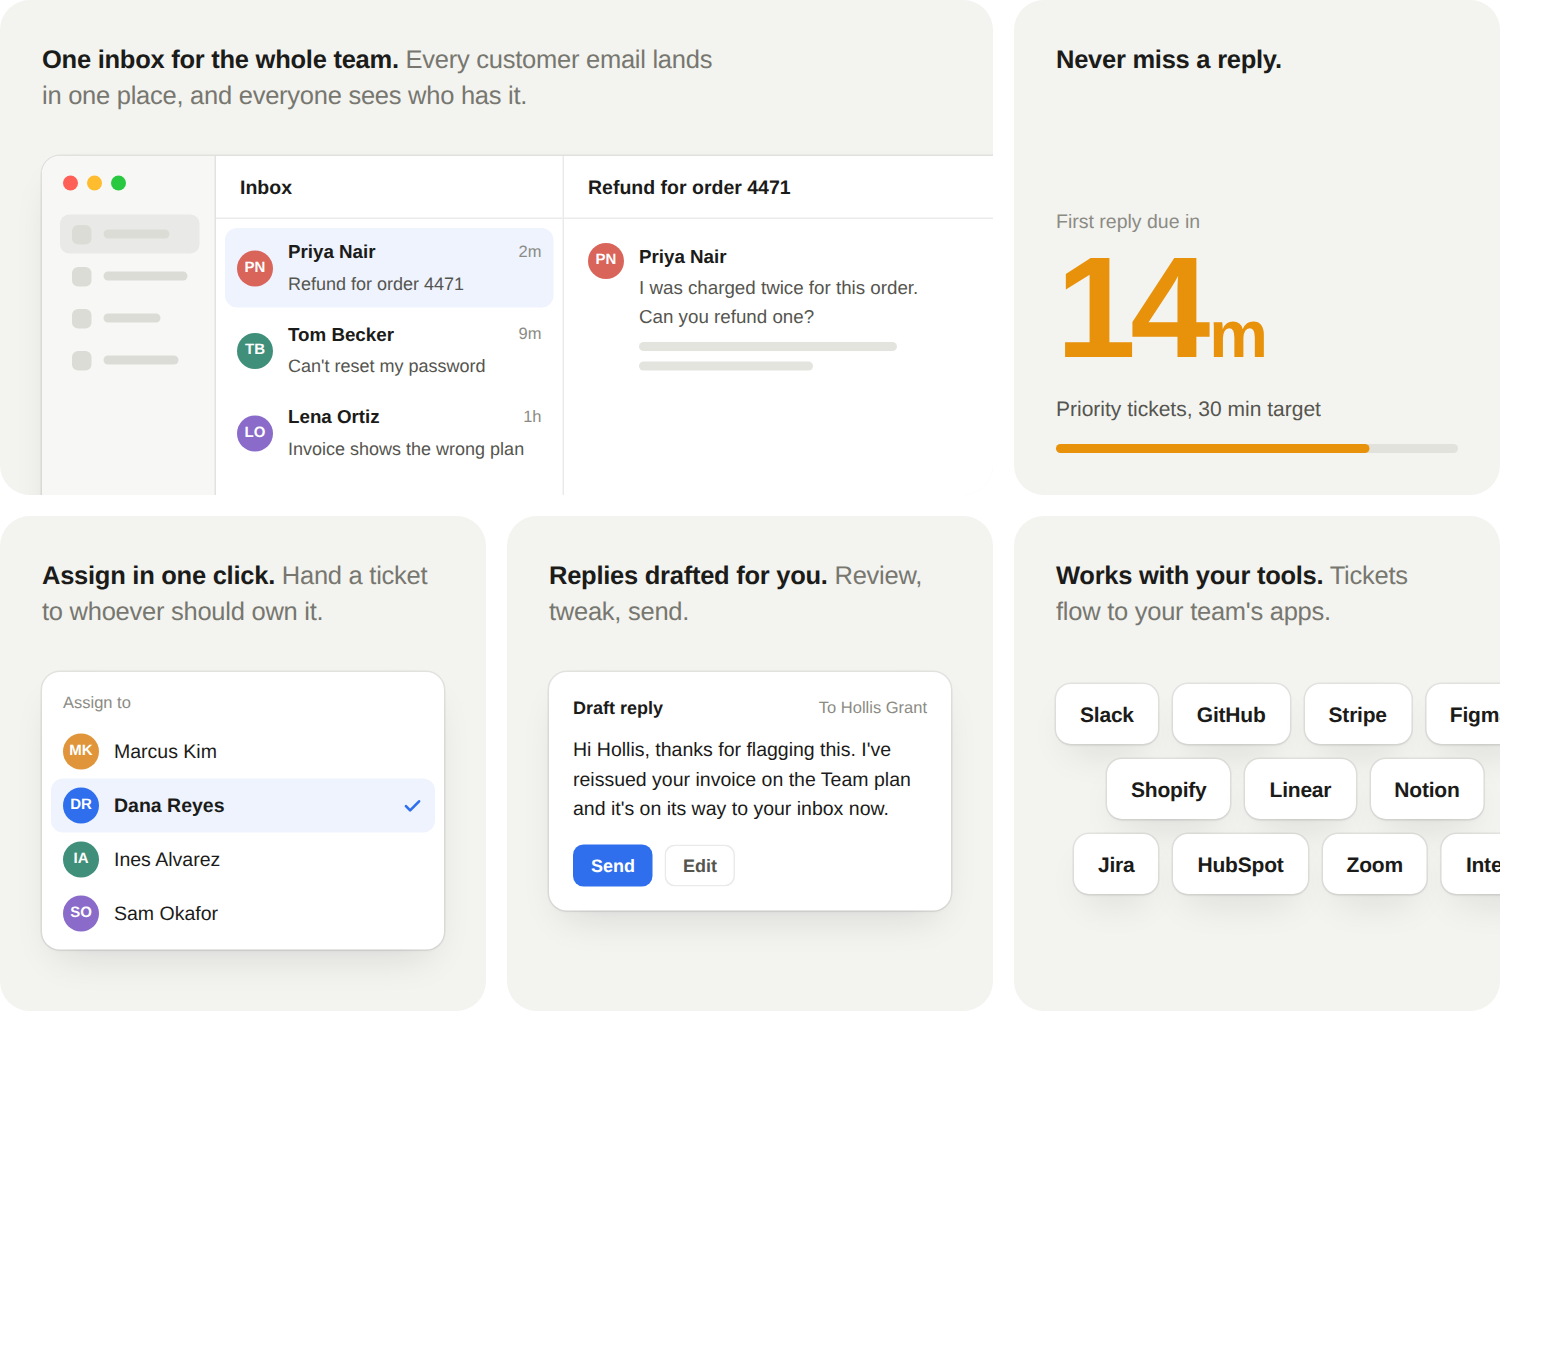 One inbox for the whole team. Every customer email lands
in one place, and everyone sees who has it.
Inbox
PN
Priya Nair
2m
Refund for order 4471
TB
Tom Becker
9m
Can't reset my password
LO
Lena Ortiz
1h
Invoice shows the wrong plan
Refund for order 4471
PN
Priya Nair
I was charged twice for this order.
Can you refund one?
Never miss a reply.
First reply due in
14m
Priority tickets, 30 min target
Assign in one click. Hand a ticket
to whoever should own it.
Assign to
MK
Marcus Kim
DR
Dana Reyes
IA
Ines Alvarez
SO
Sam Okafor
Replies drafted for you. Review,
tweak, send.
Draft reply
To Hollis Grant
Hi Hollis, thanks for flagging this. I've
reissued your invoice on the Team plan
and it's on its way to your inbox now.
Send
Edit
Works with your tools. Tickets
flow to your team's apps.
Slack
GitHub
Stripe
Figm
Shopify
Linear
Notion
Jira
HubSpot
Zoom
Inte